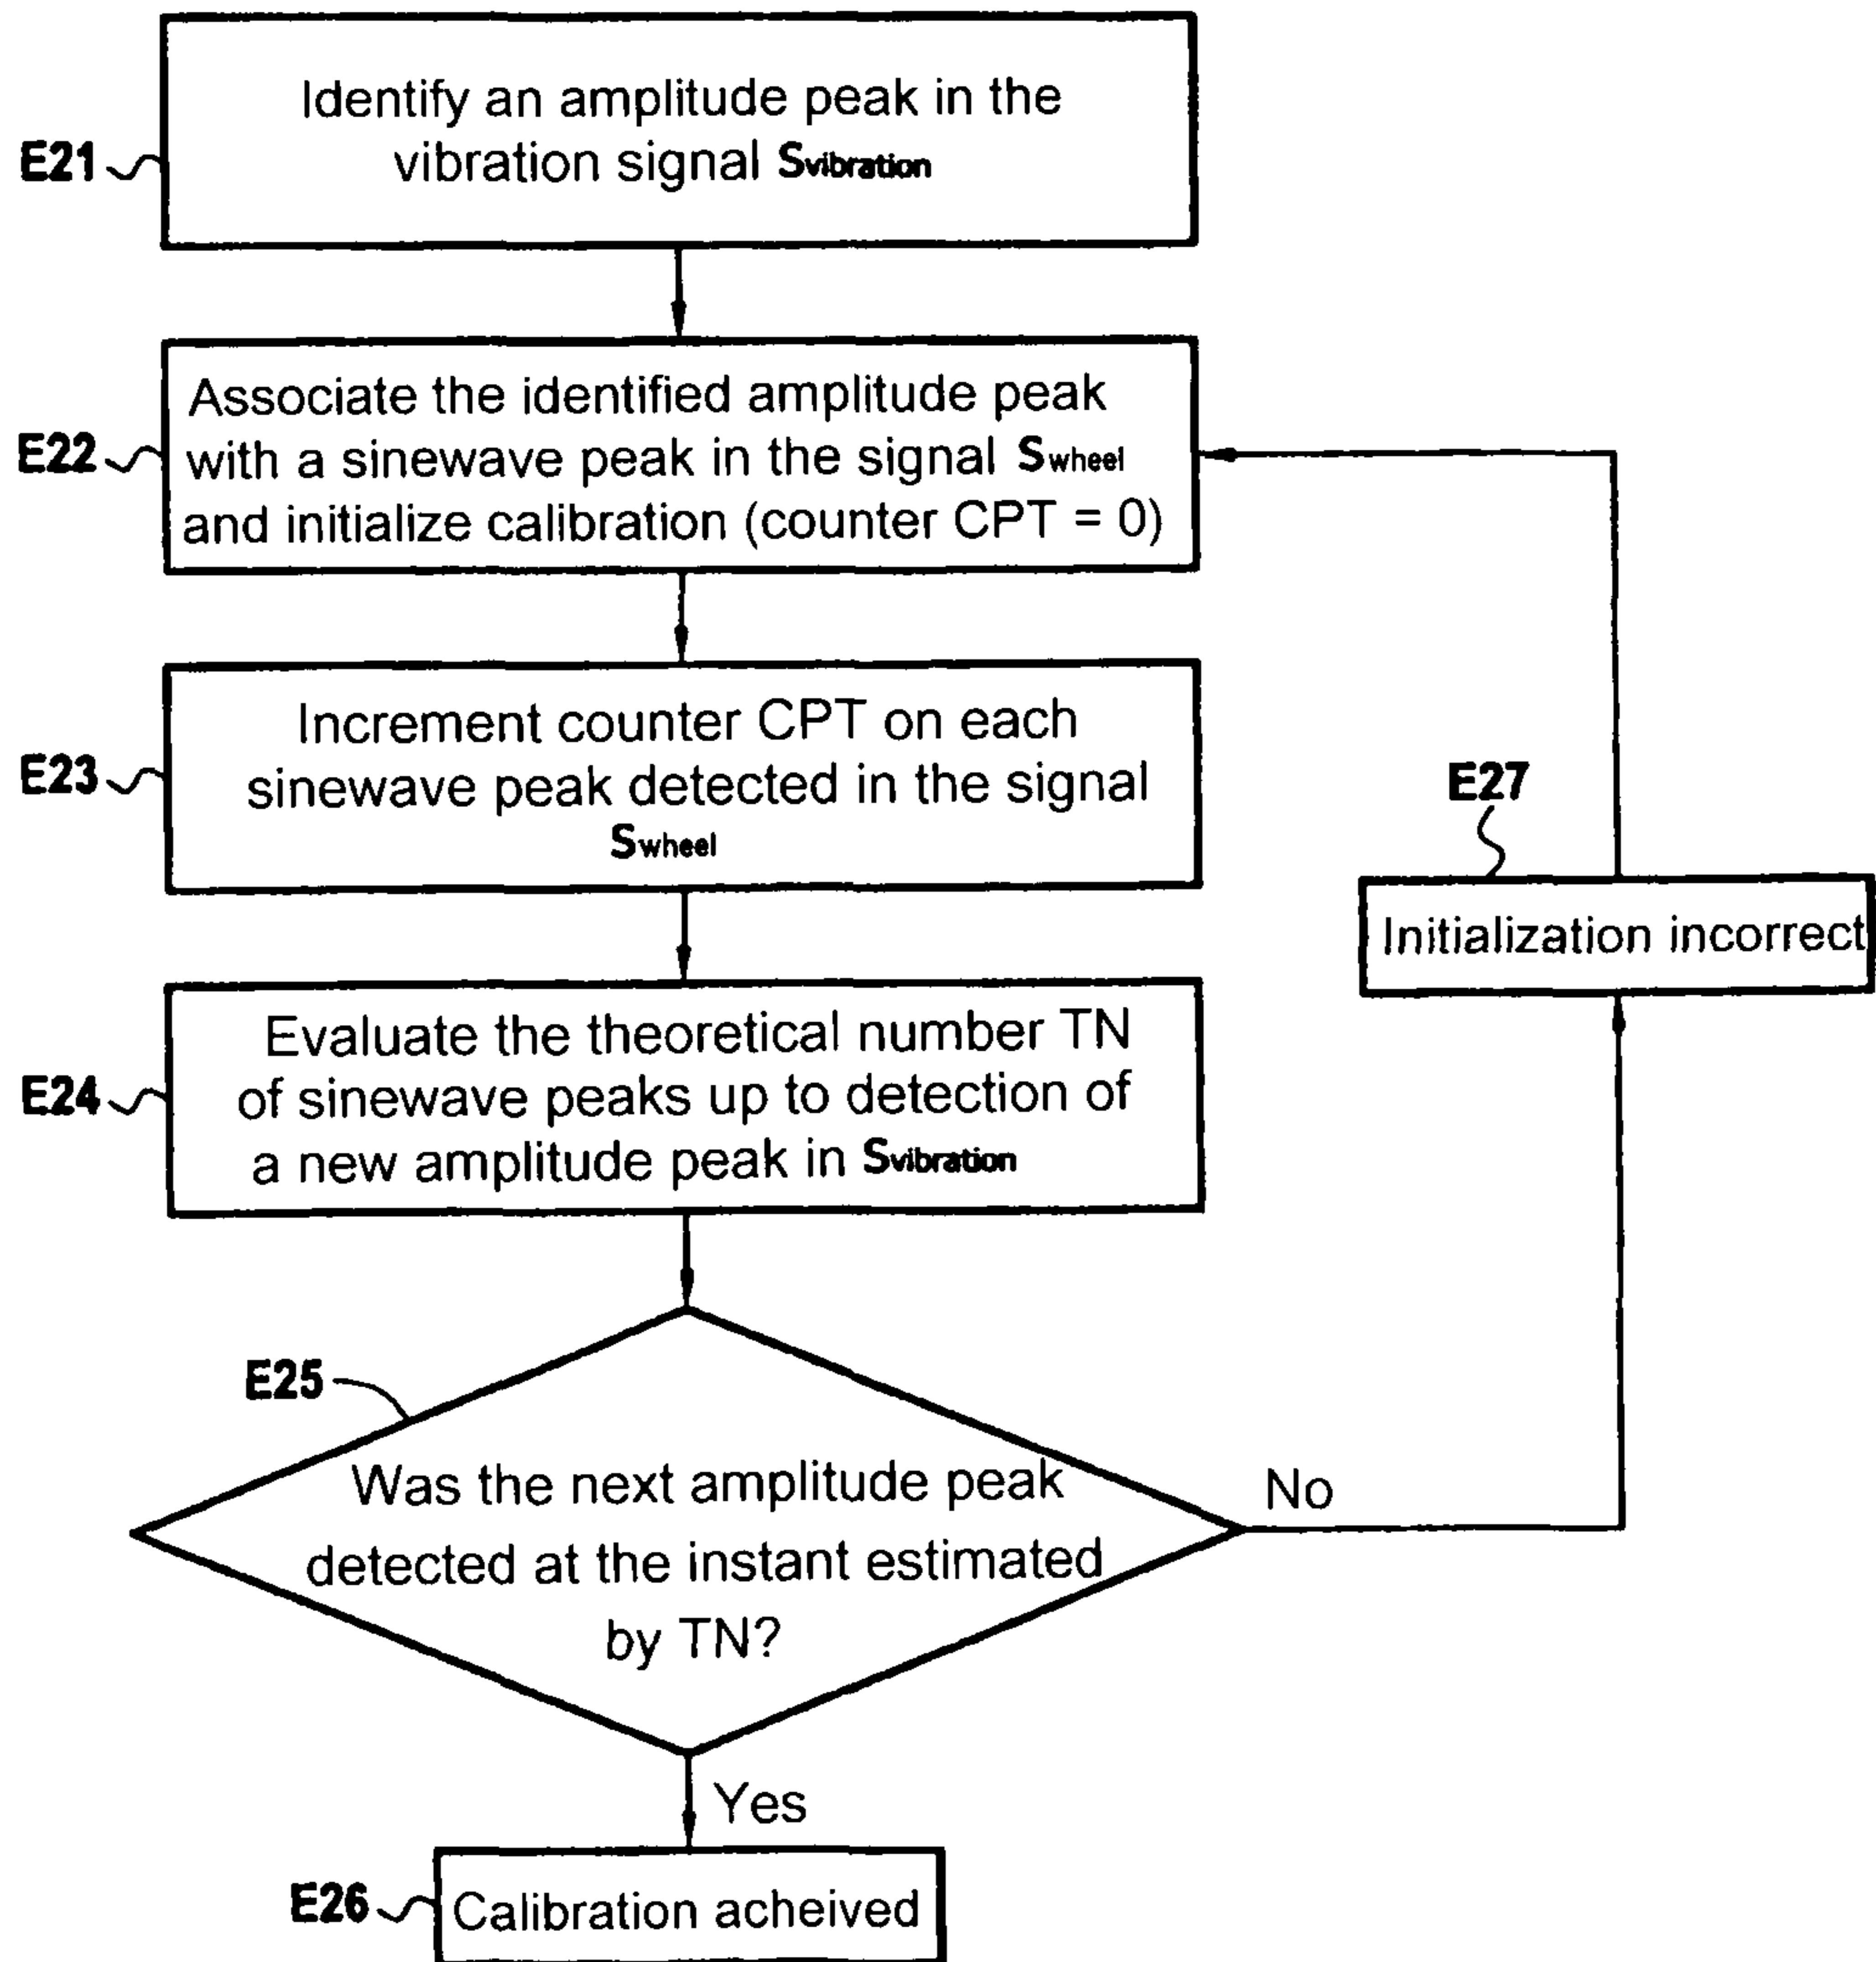 Identify an amplitude peak in the
E21
vibration signal Svibration
Associate the identified amplitude peak
E22
with a sinewave peak in the signal Swheel
and initialize calibration (counter CPT = 0)
Increment counter CPT on each
E23
sinewave peak detected in the signal
Swheel
E27
Initialization incorrect
Evaluate the theoretical number TN
E24
of sinewave peaks up to detection of
a new amplitude peak in Svibration
E25
Was the next amplitude peak
detected at the instant estimated
by TN?
No
Yes
E26
Calibration acheived